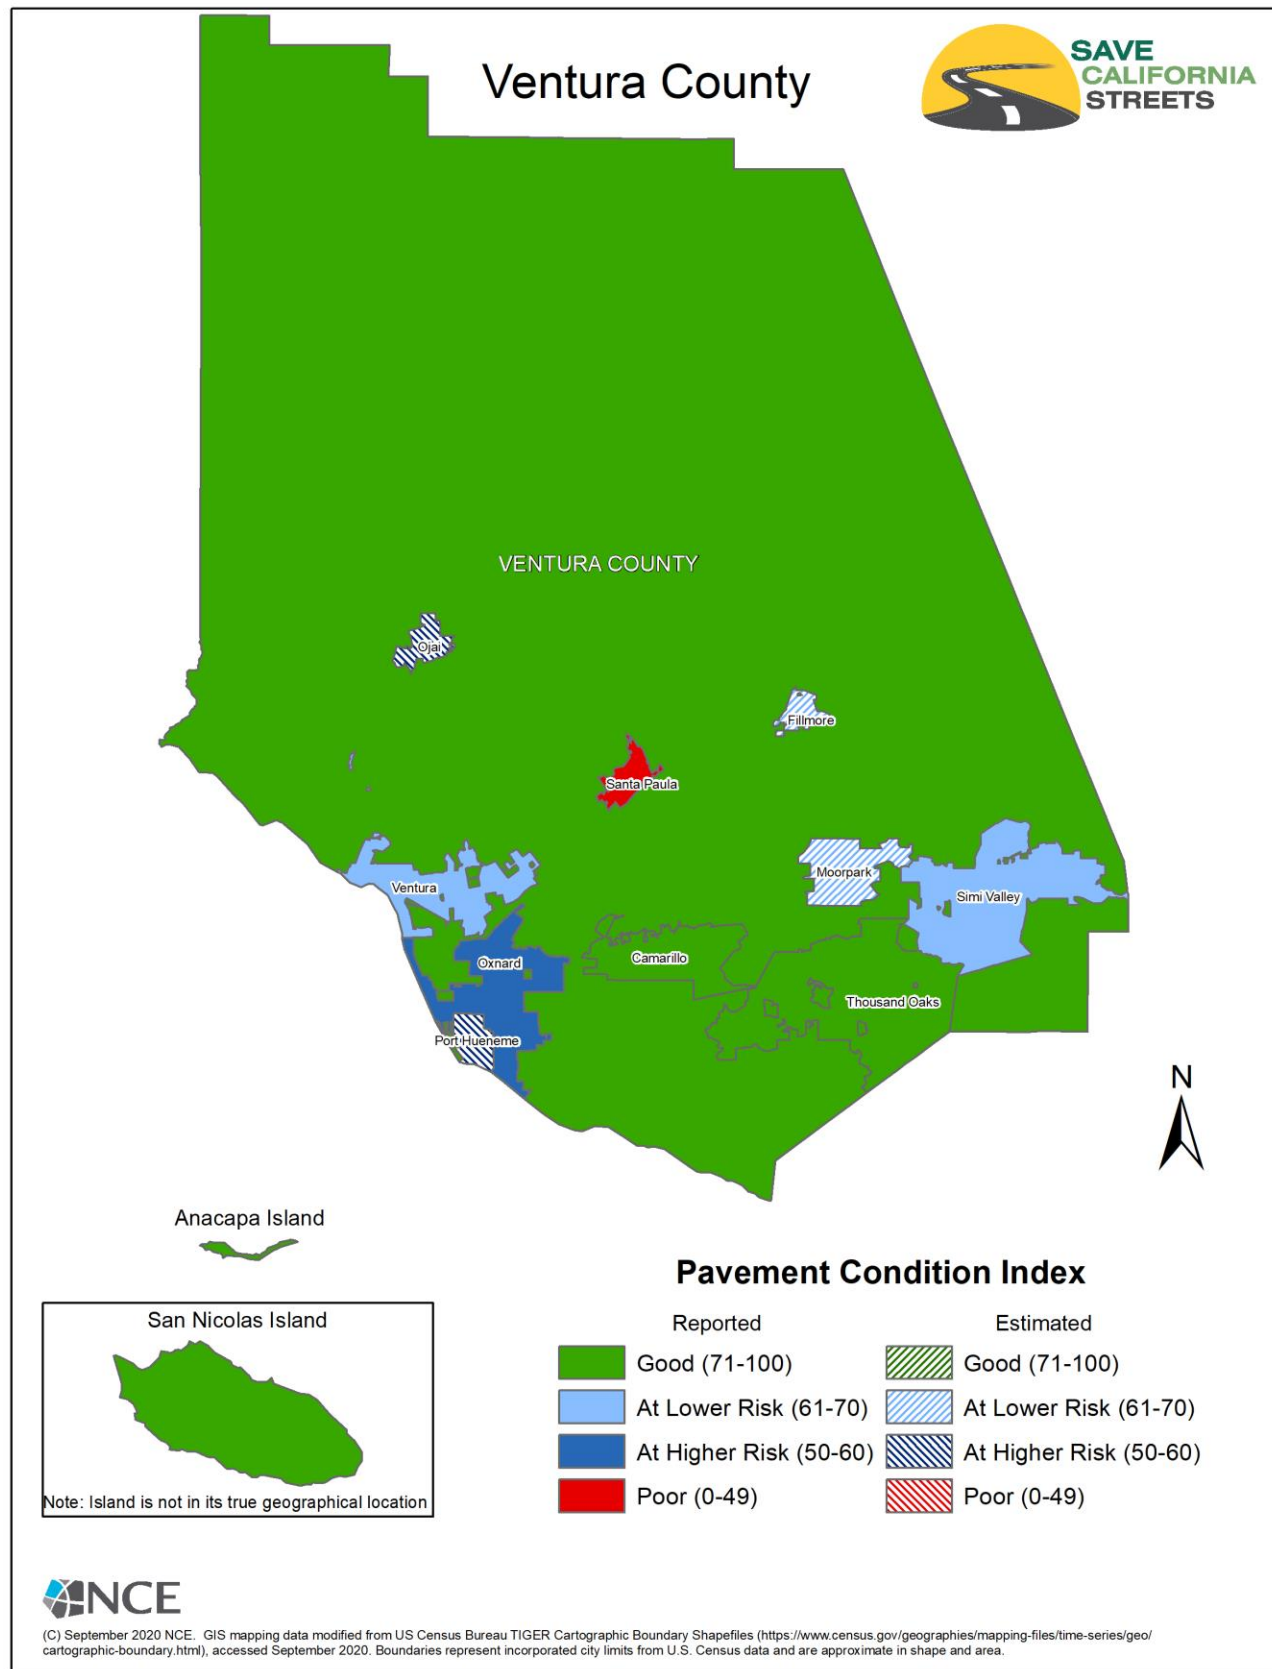 Ventura County
SAVE
CALIFORNIA
STREETS
VENTURA COUNTY
Ojai
Fillmore
Santa Paula
Moorpark
Ventura
Simi Valley
Camarillo
Oxnard
Thousand Oaks
Port Hueneme
N
Anacapa Island
San Nicolas Island
Note: Island is not in its true geographical location
Pavement Condition Index
Reported
Estimated
Good (71-100)
Good (71-100)
At Lower Risk (61-70)
At Lower Risk (61-70)
At Higher Risk (50-60)
At Higher Risk (50-60)
Poor (0-49)
Poor (0-49)
NCE
(C) September 2020 NCE. GIS mapping data modified from US Census Bureau TIGER Cartographic Boundary Shapefiles (https://www.census.gov/geographies/mapping-files/time-series/geo/
cartographic-boundary.html), accessed September 2020. Boundaries represent incorporated city limits from U.S. Census data and are approximate in shape and area.